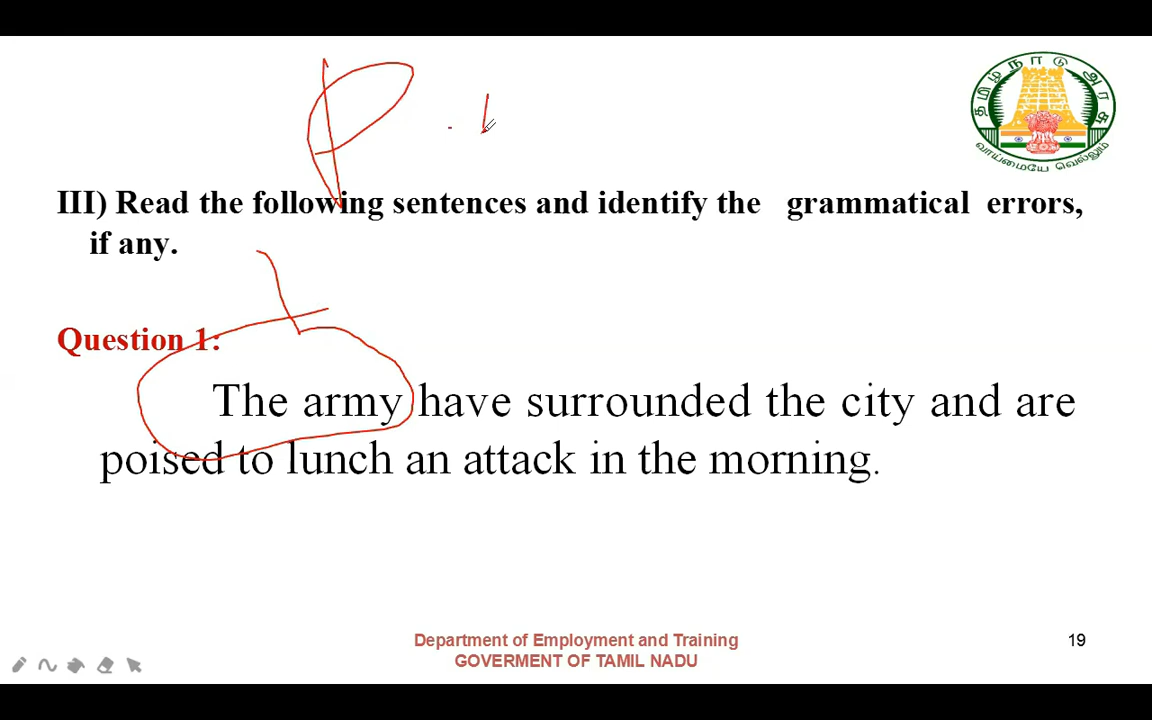 தமிழ்நாடு அரசு
வாய்மையே வெல்லும்
III) Read the following sentences and identify the grammatical errors,
if any.
Question 1:
The army have surrounded the city and are
poised to lunch an attack in the morning.
Department of Employment and Training
GOVERMENT OF TAMIL NADU
19